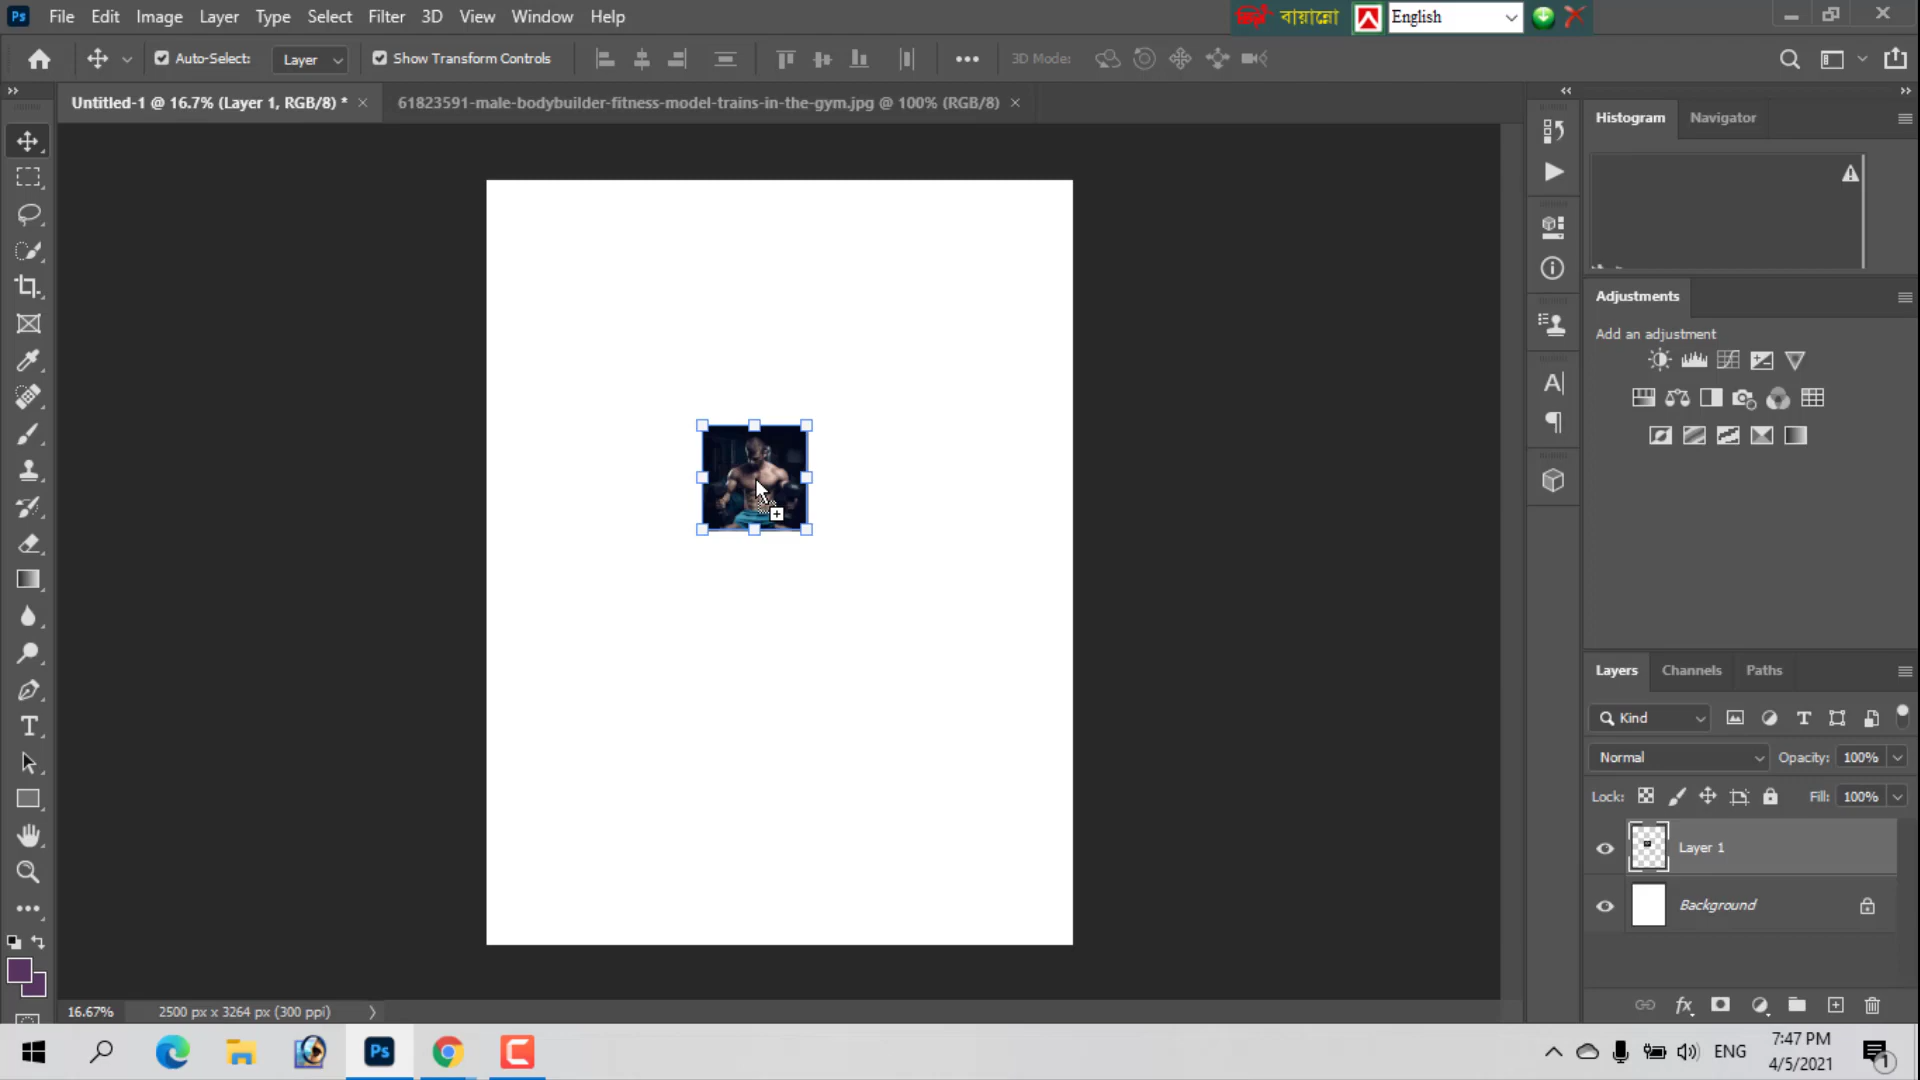 Ps File Edit Image Layer Type Select Filter 3D View Window Help
বায়ান্নো English
Auto-Select: Layer Show Transform Controls 3D Mode:
Untitled-1 @ 16.7% (Layer 1, RGB/8) * 61823591-male-bodybuilder-fitness-model-trains-in-the-gym.jpg @ 100% (RGB/8)
Histogram Navigator
Adjustments
Add an adjustment
Layers Channels Paths
Kind
Normal Opacity: 100%
Lock: Fill: 100%
Layer 1
Background
16.67% 2500 px x 3264 px (300 ppi)
Ps ENG 7:47 PM
4/5/2021 1